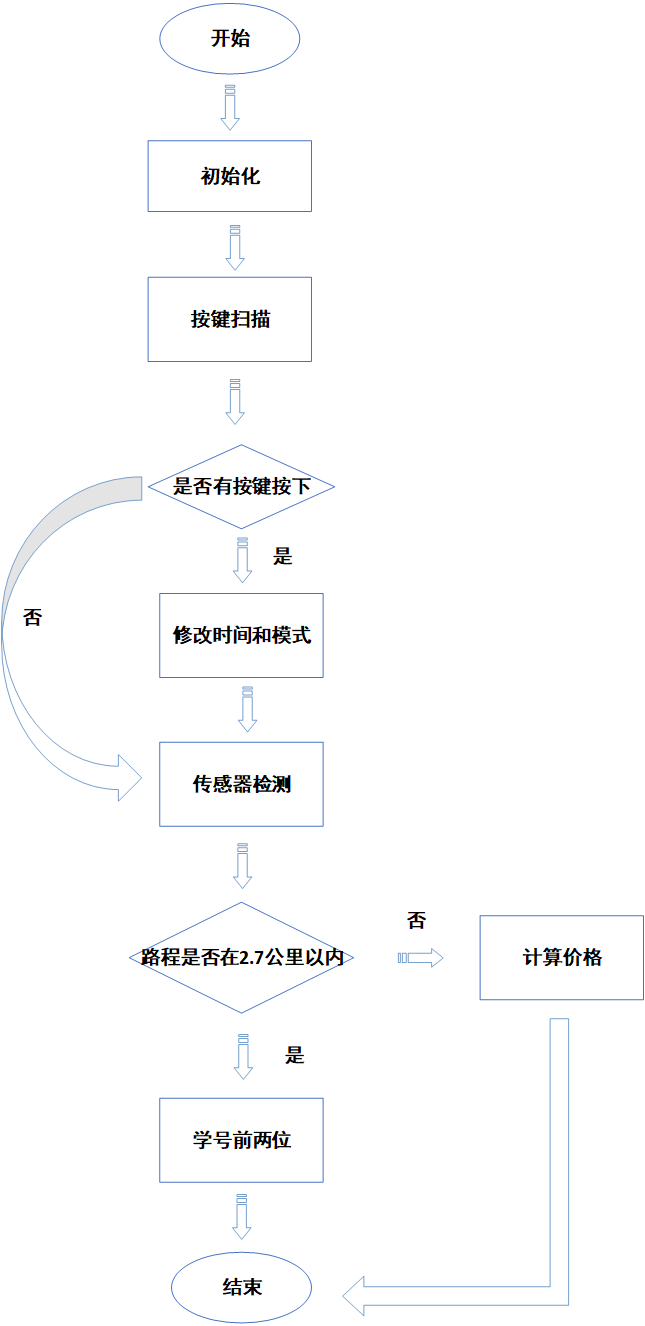 开始
初始化
按键扫描
是否有按键按下
是
否
修改时间和模式
传感器检测
路程是否在2.7公里以内
否
计算价格
是
学号前两位
结束